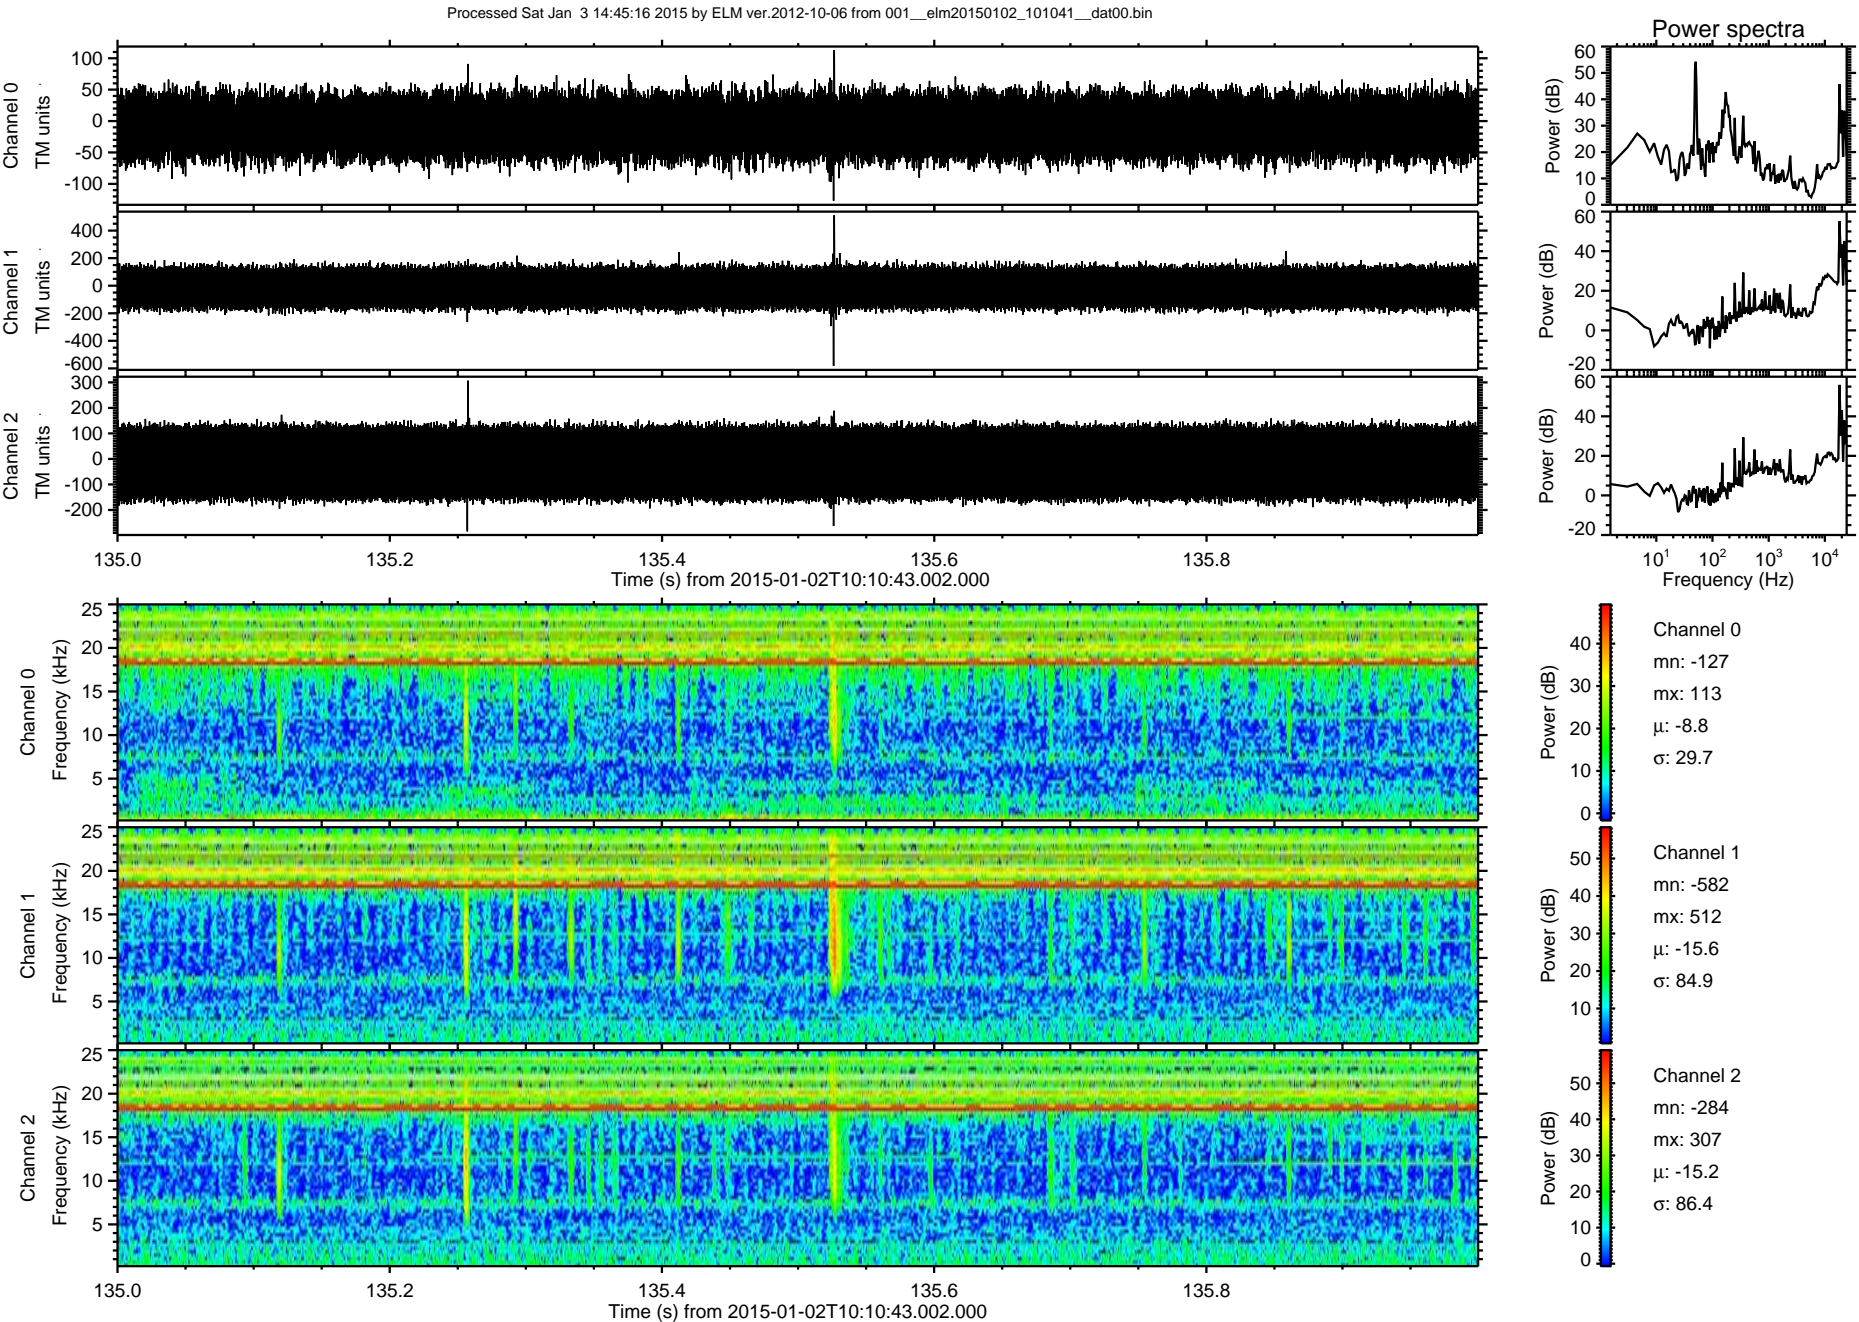 Processed Sat Jan  3 14:45:16 2015 by ELM ver.2012-10-06 from 001__elm20150102_101041__dat00.bin
Power spectra
Channel 0
TM units
100
50
0
-50
-100
Power (dB)
60
50
40
30
20
10
0
Channel 1
TM units
400
200
0
-200
-400
-600
Power (dB)
60
40
20
0
-20
Channel 2
TM units
300
200
100
0
-100
-200
Power (dB)
60
40
20
0
-20
135.0 135.2 135.4 135.6 135.8
Time (s) from 2015-01-02T10:10:43.002.000
10^1 10^2 10^3 10^4
Frequency (Hz)
Channel 0
Frequency (kHz)
25
20
15
10
5
Power (dB)
40
30
20
10
0
Channel 0
mn: -127
mx: 113
μ: -8.8
σ: 29.7
Channel 1
Frequency (kHz)
25
20
15
10
5
Power (dB)
50
40
30
20
10
Channel 1
mn: -582
mx: 512
μ: -15.6
σ: 84.9
Channel 2
Frequency (kHz)
25
20
15
10
5
Power (dB)
50
40
30
20
10
0
Channel 2
mn: -284
mx: 307
μ: -15.2
σ: 86.4
135.0 135.2 135.4 135.6 135.8
Time (s) from 2015-01-02T10:10:43.002.000